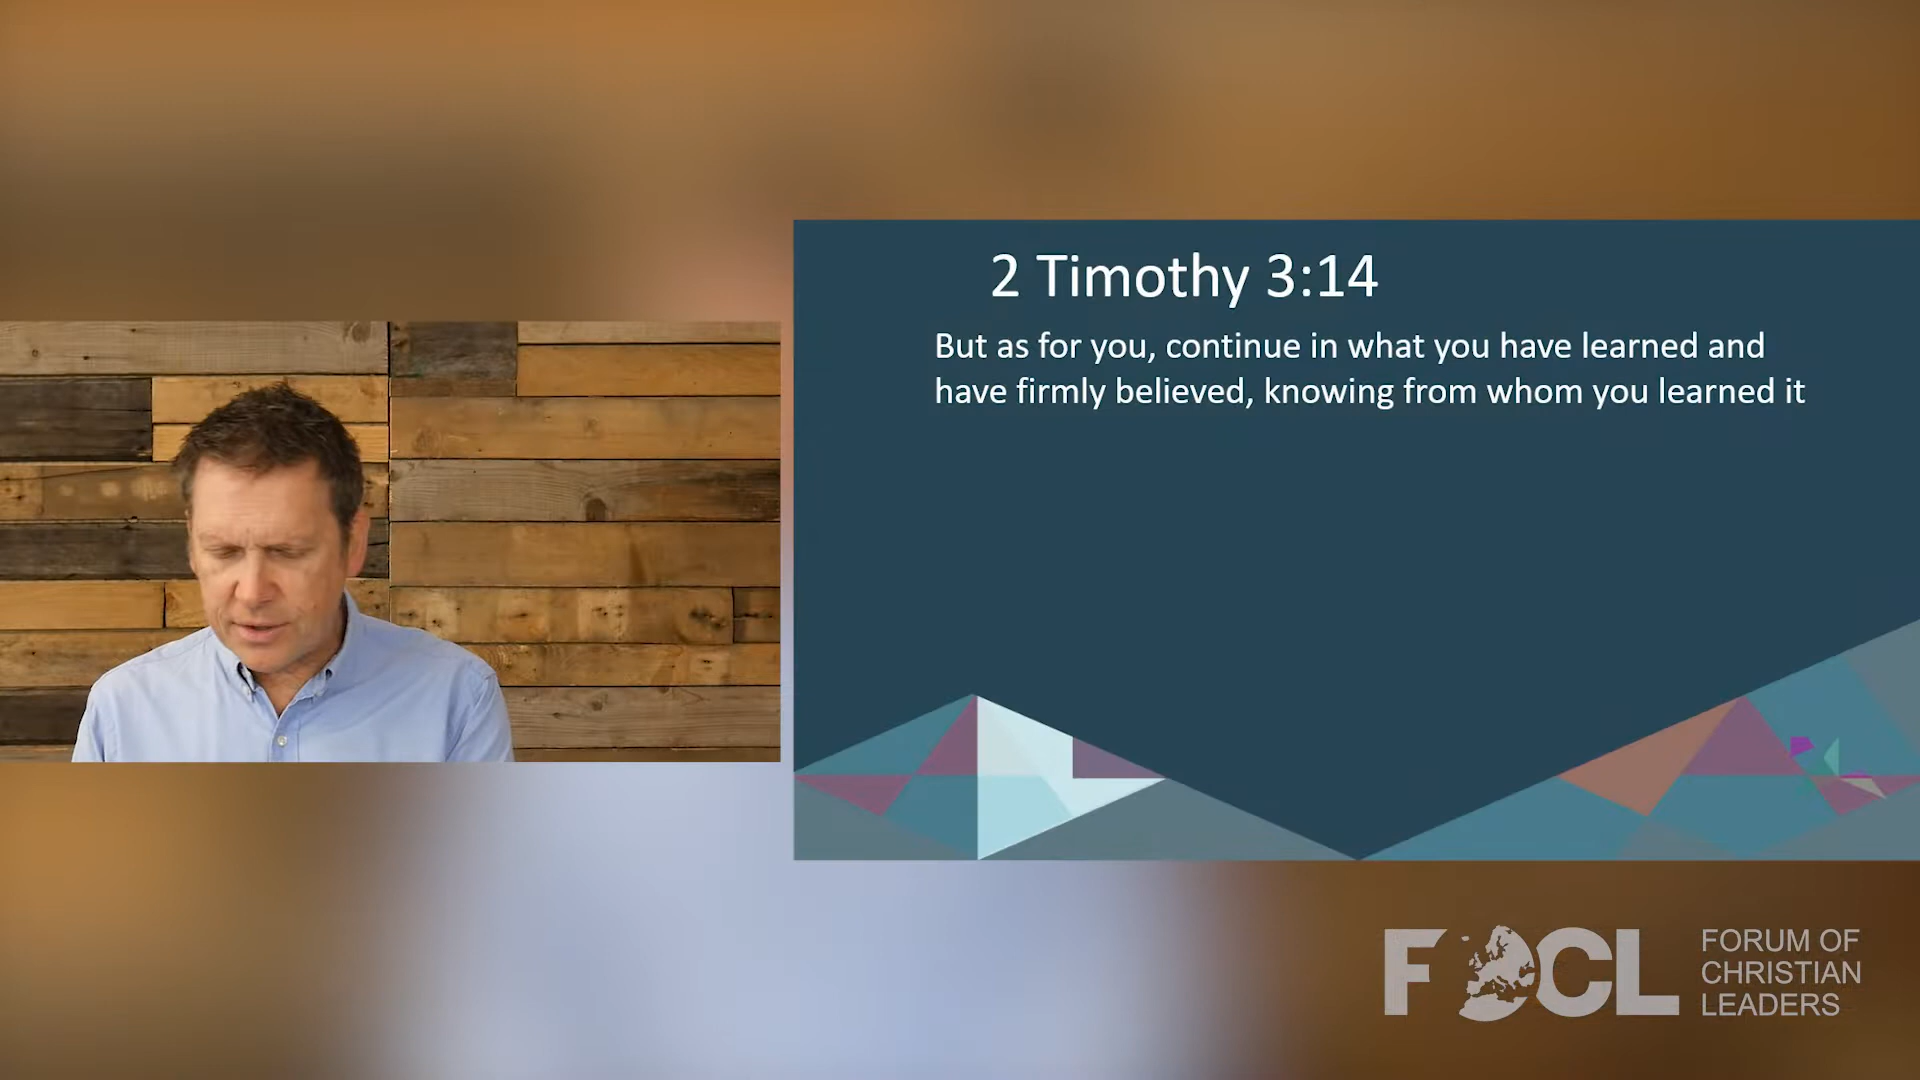 2 Timothy 3:14
But as for you, continue in what you have learned and
have firmly believed, knowing from whom you learned it
FOCL
FORUM OF
CHRISTIAN
LEADERS